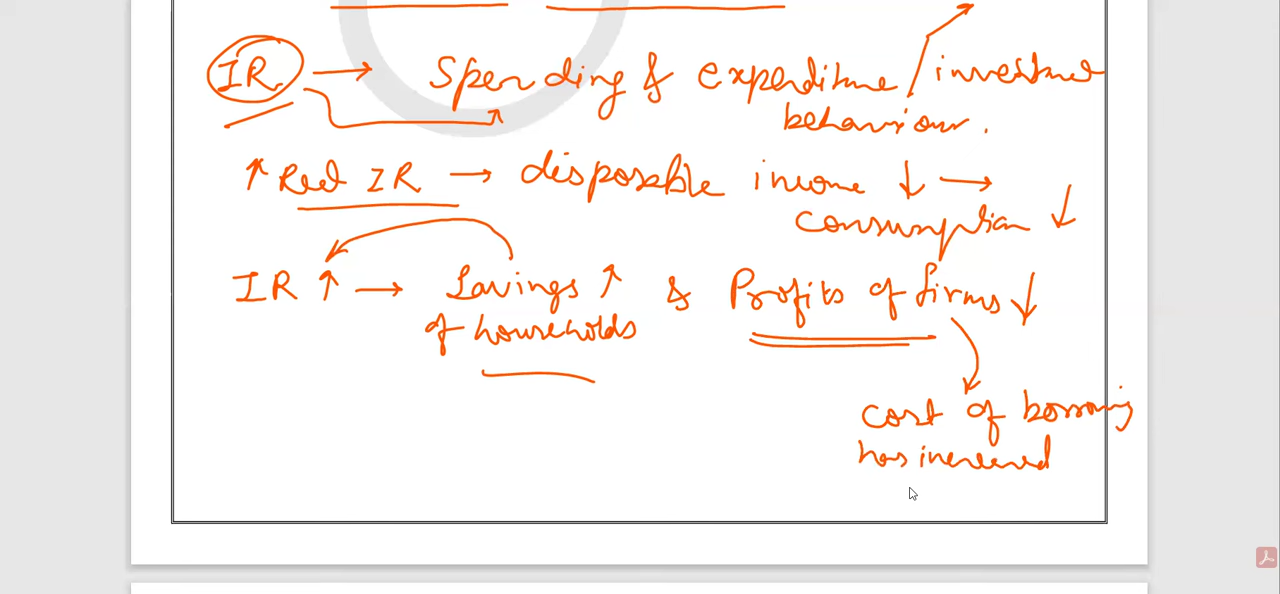 IR → Spending & expenditure / investment
behaviour.
↑ Real IR → disposable income ↓ →
consumption ↓
IR ↑ → Savings ↑ & Profits of firms ↓
of households
cost of borrowing
has increased